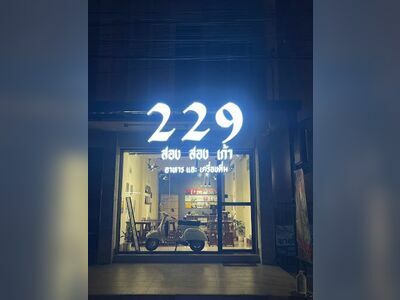 229
สอง สอง เก้า
อาหาร และ เครื่องดื่ม